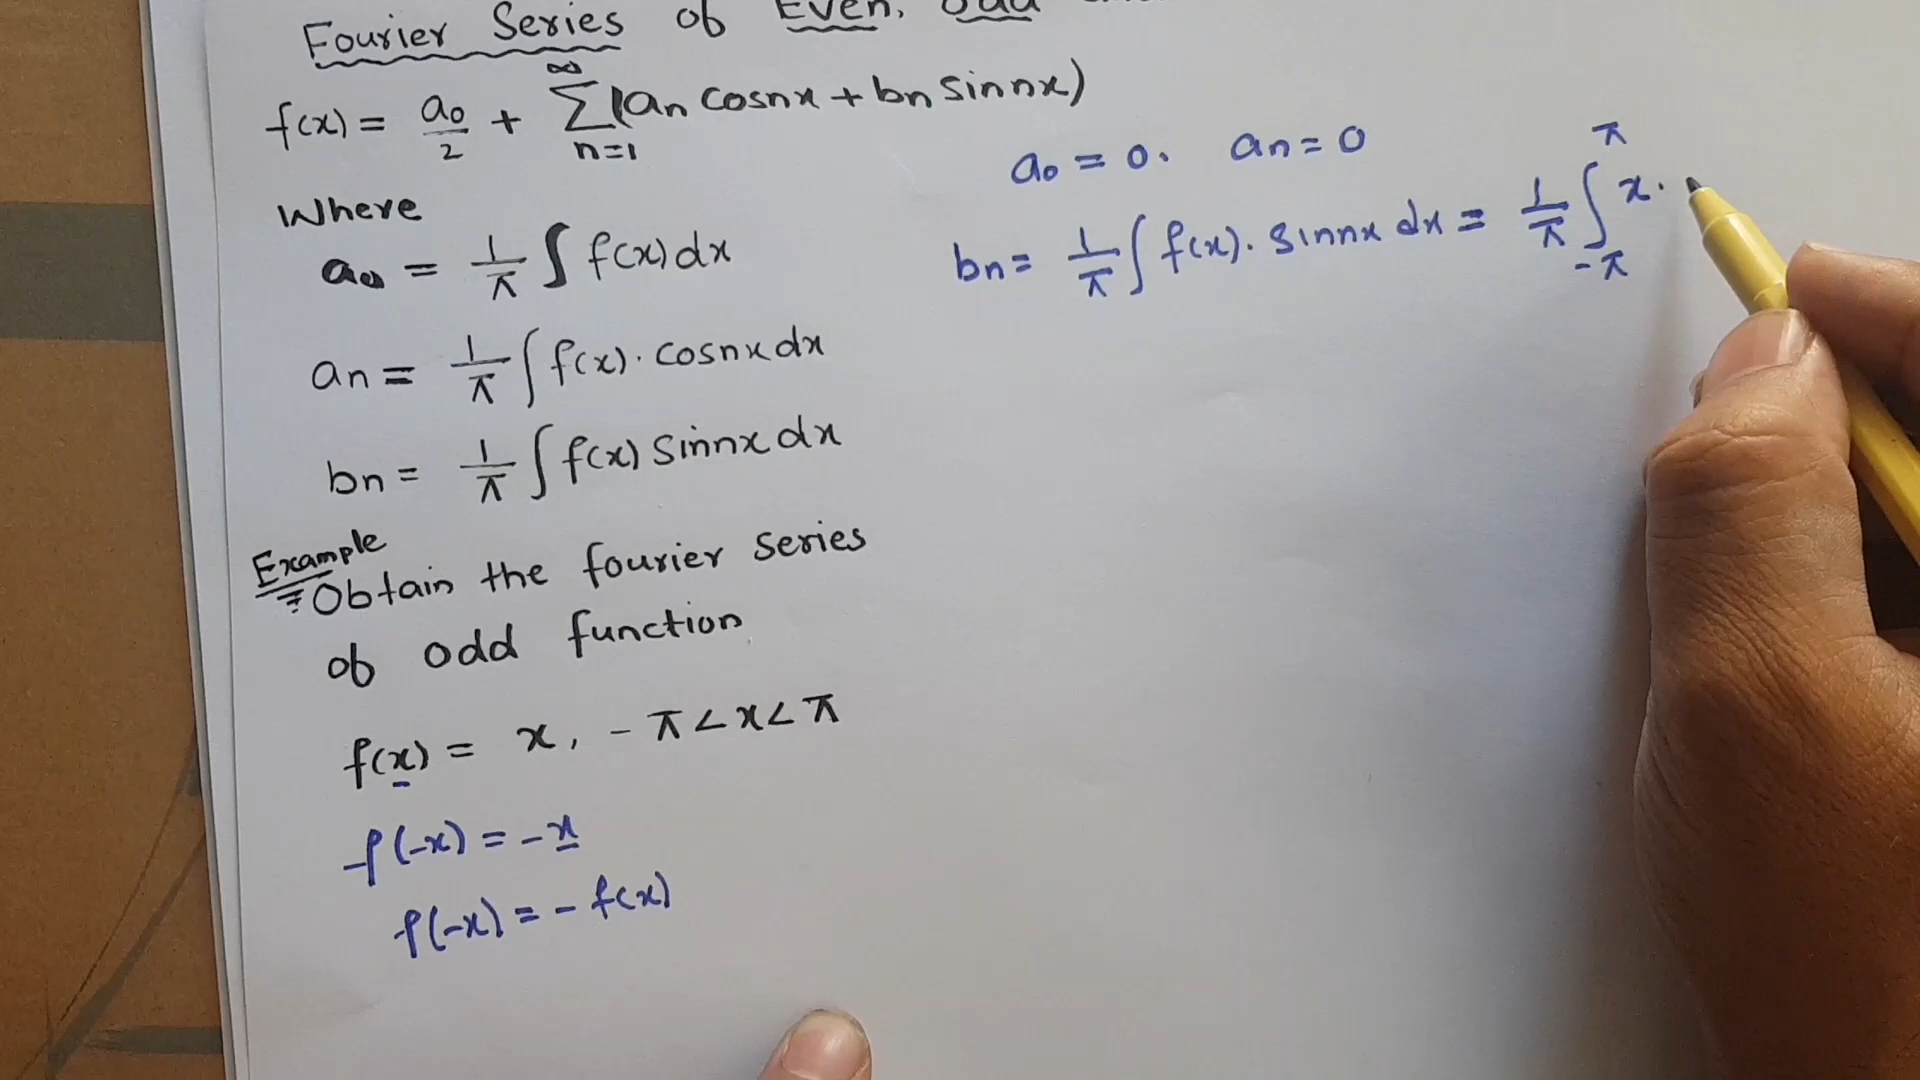 Fourier Series of Even, Odd
f(x) = a₀/2 + ∑_{n=1}^{∞} (an cosnx + bn sinnx)
Where
a₀ = 1/π ∫ f(x) dx
an = 1/π ∫ f(x) · cosnx dx
bn = 1/π ∫ f(x) sinnx dx
Example
Obtain the fourier series
of odd function
f(x) = x, -π < x < π
f(-x) = -x
f(-x) = - f(x)
a₀ = 0. an = 0
bn = 1/π ∫ f(x) · sinnx dx = 1/π ∫_{-π}^{π} x ·